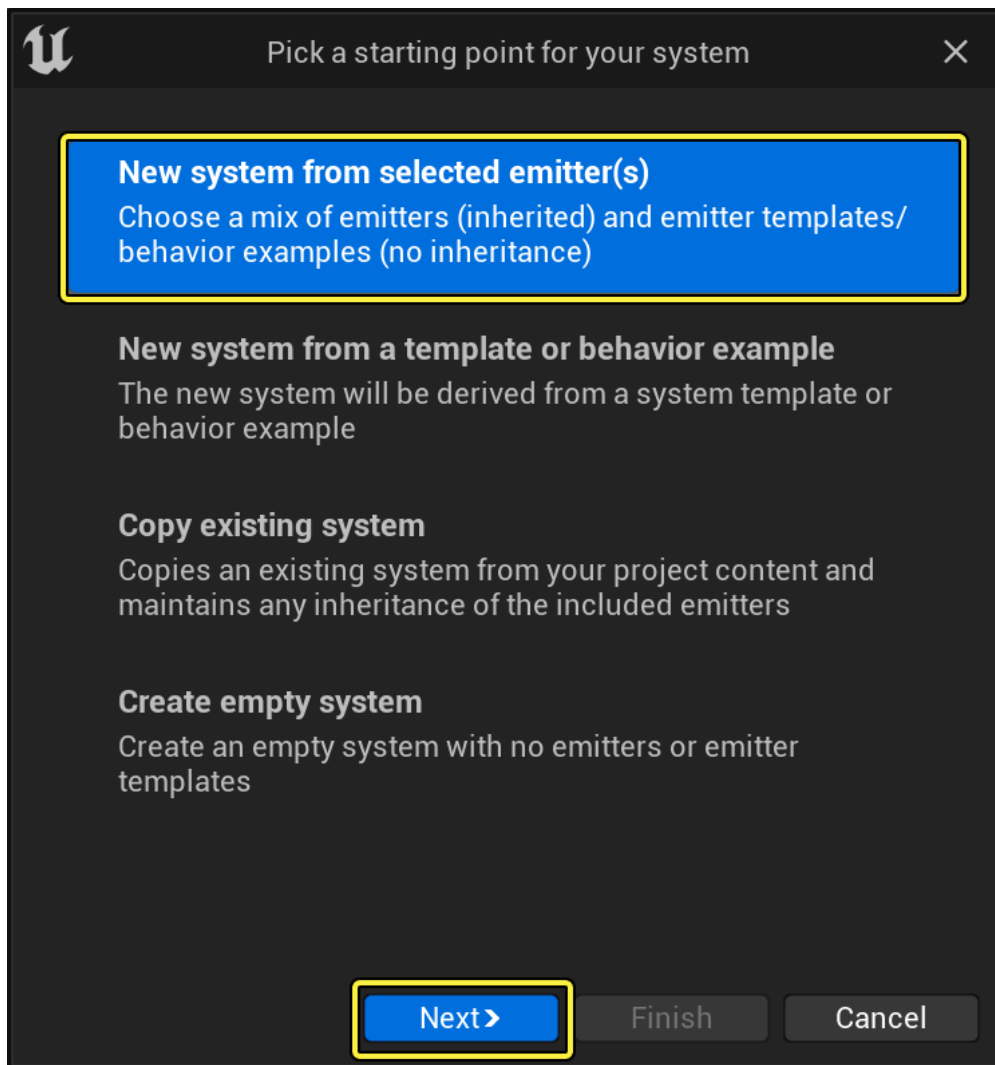 Pick a starting point for your system
New system from selected emitter(s)
Choose a mix of emitters (inherited) and emitter templates/
behavior examples (no inheritance)
New system from a template or behavior example
The new system will be derived from a system template or
behavior example
Copy existing system
Copies an existing system from your project content and
maintains any inheritance of the included emitters
Create empty system
Create an empty system with no emitters or emitter
templates
Next Finish Cancel